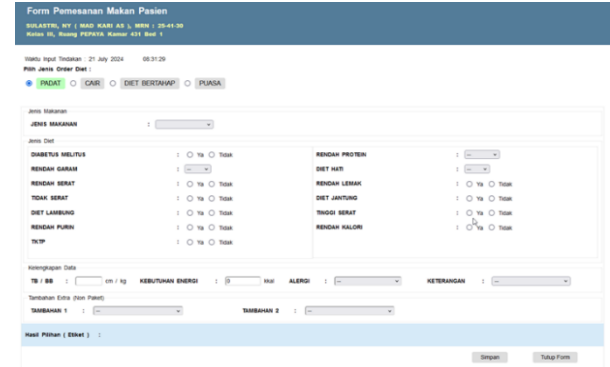 Form Pemesanan Makan Pasien
SULASTRI, NY ( MAD KARI AS ), MRN : 25-41-30
Kelas III, Ruang PEPAYA Kamar 431 Bed 1
Waktu Input Tindakan : 21 July 2024 08:31:29
Pilih Jenis Order Diet :
PADAT CAIR DIET BERTAHAP PUASA
Jenis Makanan
JENIS MAKANAN :
Jenis Diet
DIABETUS MELITUS : Ya Tidak RENDAH PROTEIN : --
RENDAH GARAM : -- DIET HATI : --
RENDAH SERAT : Ya Tidak RENDAH LEMAK : Ya Tidak
TIDAK SERAT : Ya Tidak DIET JANTUNG : Ya Tidak
DIET LAMBUNG : Ya Tidak TINGGI SERAT : Ya Tidak
RENDAH PURIN : Ya Tidak RENDAH KALORI : Ya Tidak
TKTP : Ya Tidak
Kelengkapan Data
TB / BB : cm / kg KEBUTUHAN ENERGI : 0 kkal ALERGI : -- KETERANGAN : --
Tambahan Extra (Non Paket)
TAMBAHAN 1 : -- TAMBAHAN 2 : --
Hasil Pilihan ( Etiket ) :
Simpan Tutup Form